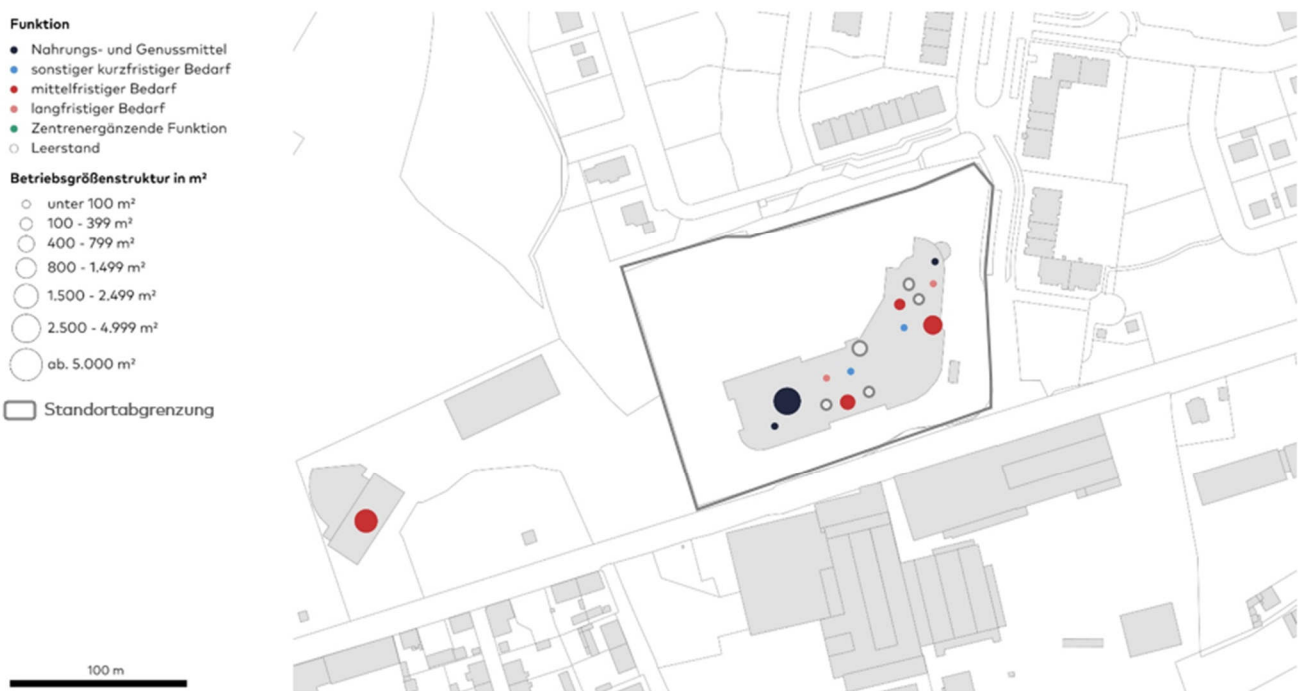 Funktion
Nahrungs- und Genussmittel
sonstiger kurzfristiger Bedarf
mittelfristiger Bedarf
langfristiger Bedarf
Zentrenergänzende Funktion
Leerstand
Betriebsgrößenstruktur in m²
unter 100 m²
100 - 399 m²
400 - 799 m²
800 - 1.499 m²
1.500 - 2.499 m²
2.500 - 4.999 m²
ab. 5.000 m²
Standortabgrenzung
100 m